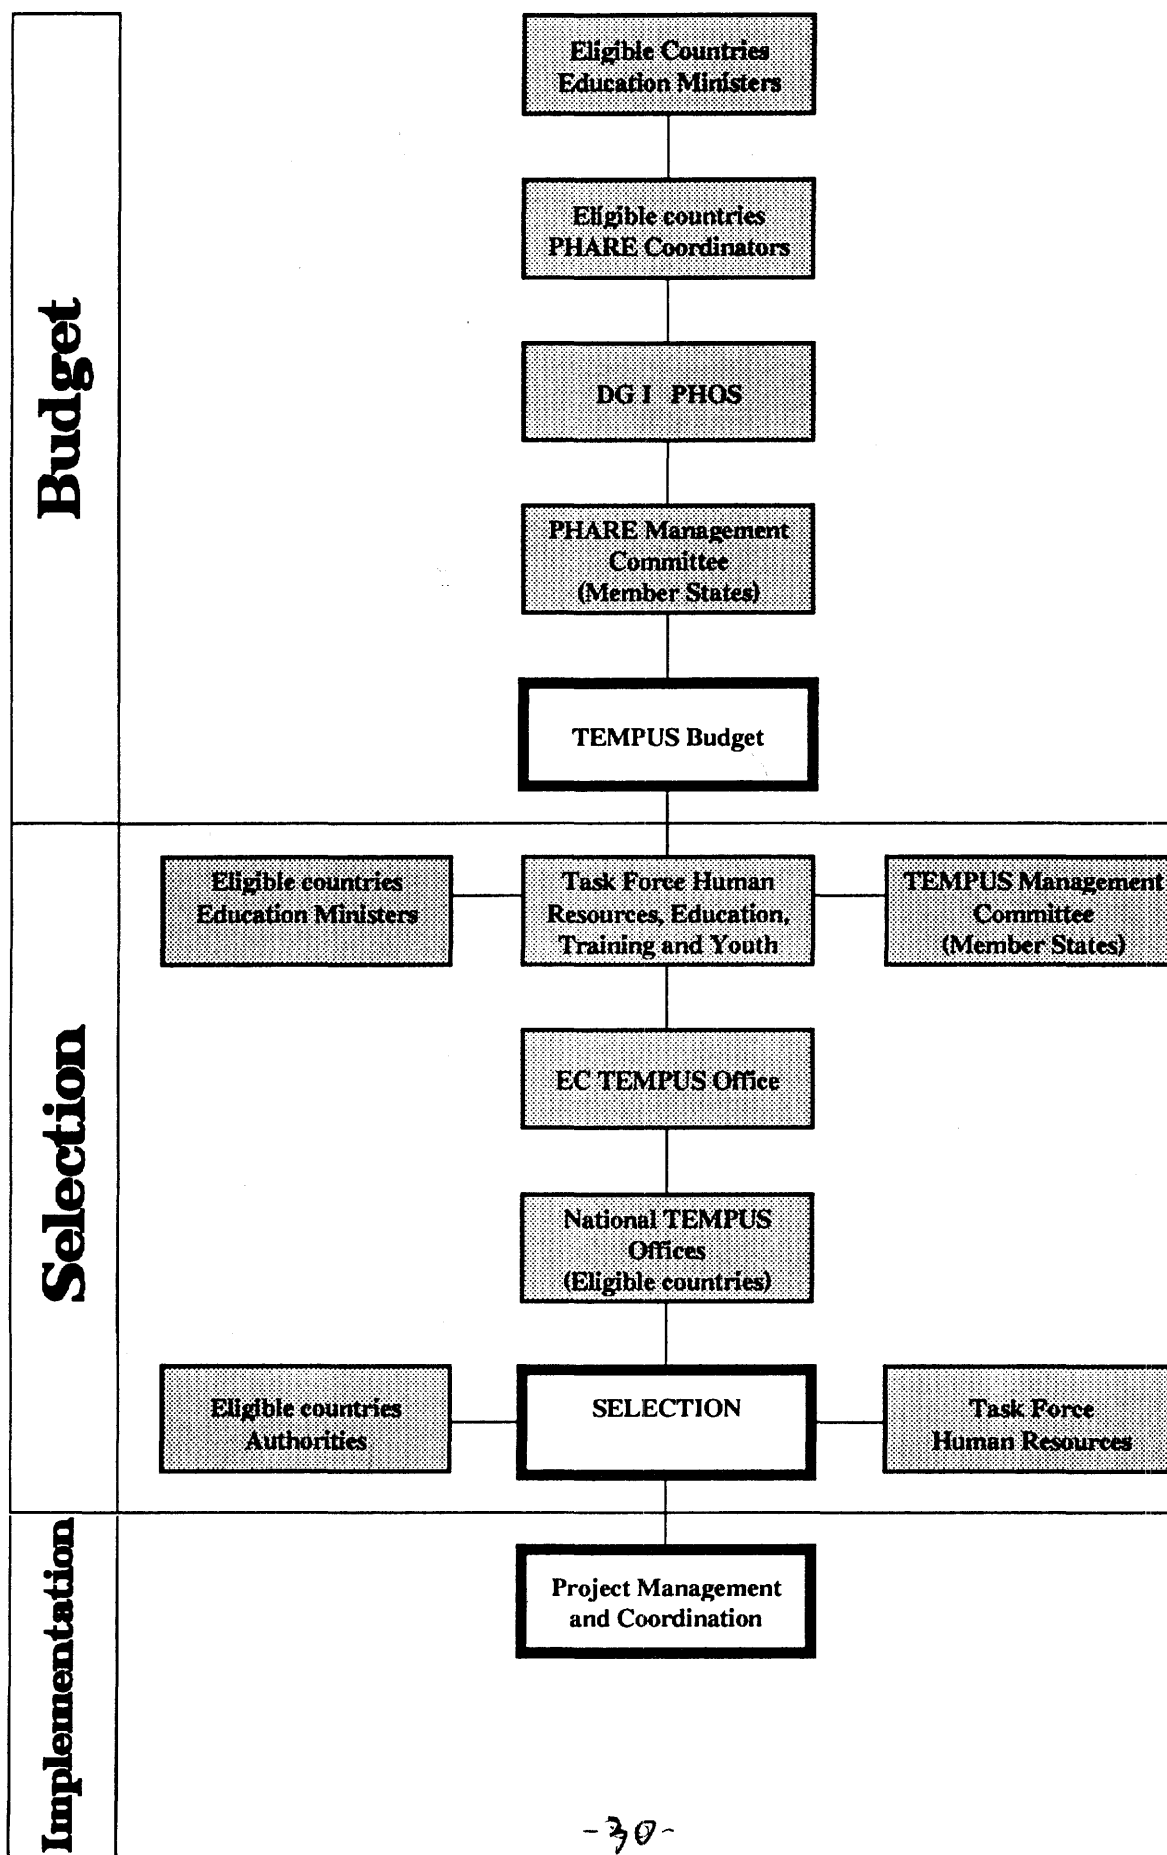 Budget
Eligible Countries
Education Ministers
Eligible countries
PHARE Coordinators
DG I PHOS
PHARE Management
Committee
(Member States)
TEMPUS Budget
Selection
Eligible countries
Education Ministers
Task Force Human
Resources, Education,
Training and Youth
TEMPUS Management
Committee
(Member States)
EC TEMPUS Office
National TEMPUS
Offices
(Eligible countries)
Eligible countries
Authorities
SELECTION
Task Force
Human Resources
Implementation
Project Management
and Coordination
-30-